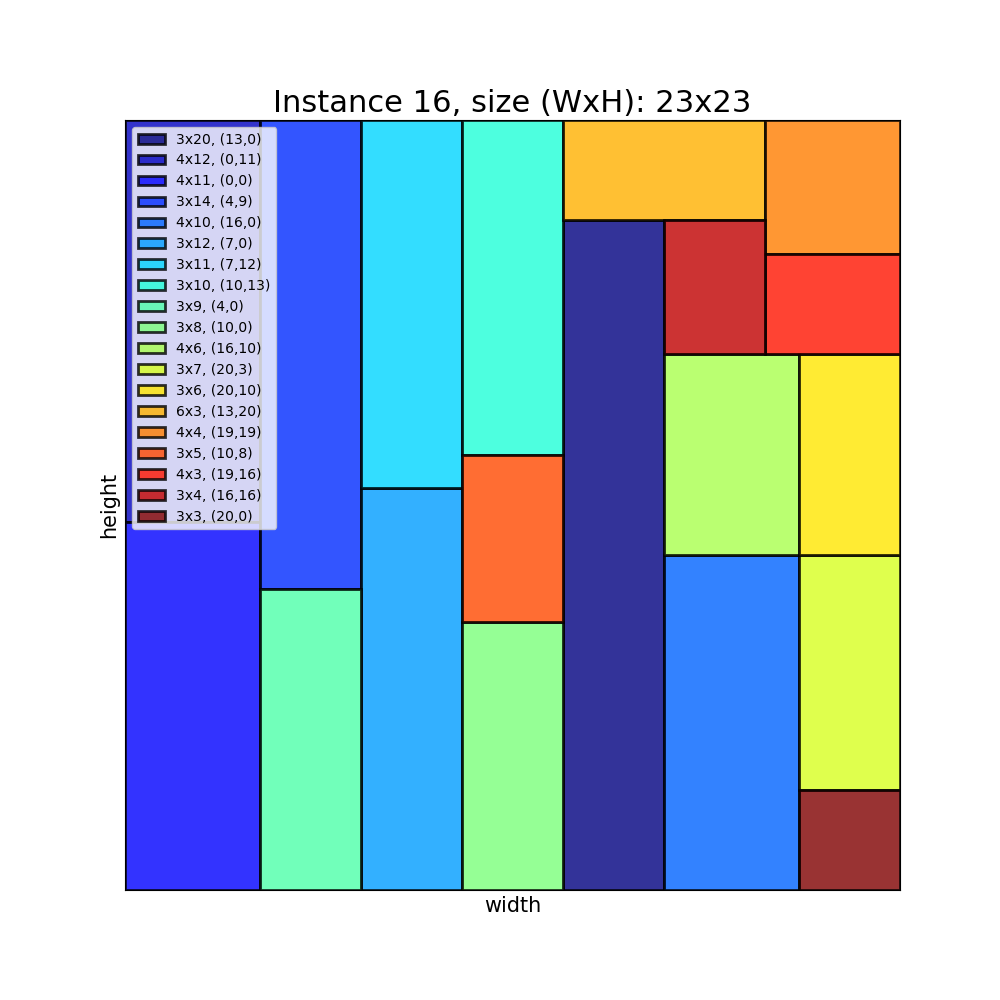 Instance 16, size (WxH): 23x23
3x20, (13,0)
4x12, (0,11)
4x11, (0,0)
3x14, (4,9)
4x10, (16,0)
3x12, (7,0)
3x11, (7,12)
3x10, (10,13)
3x9, (4,0)
3x8, (10,0)
4x6, (16,10)
3x7, (20,3)
3x6, (20,10)
6x3, (13,20)
4x4, (19,19)
3x5, (10,8)
4x3, (19,16)
3x4, (16,16)
3x3, (20,0)
height
width